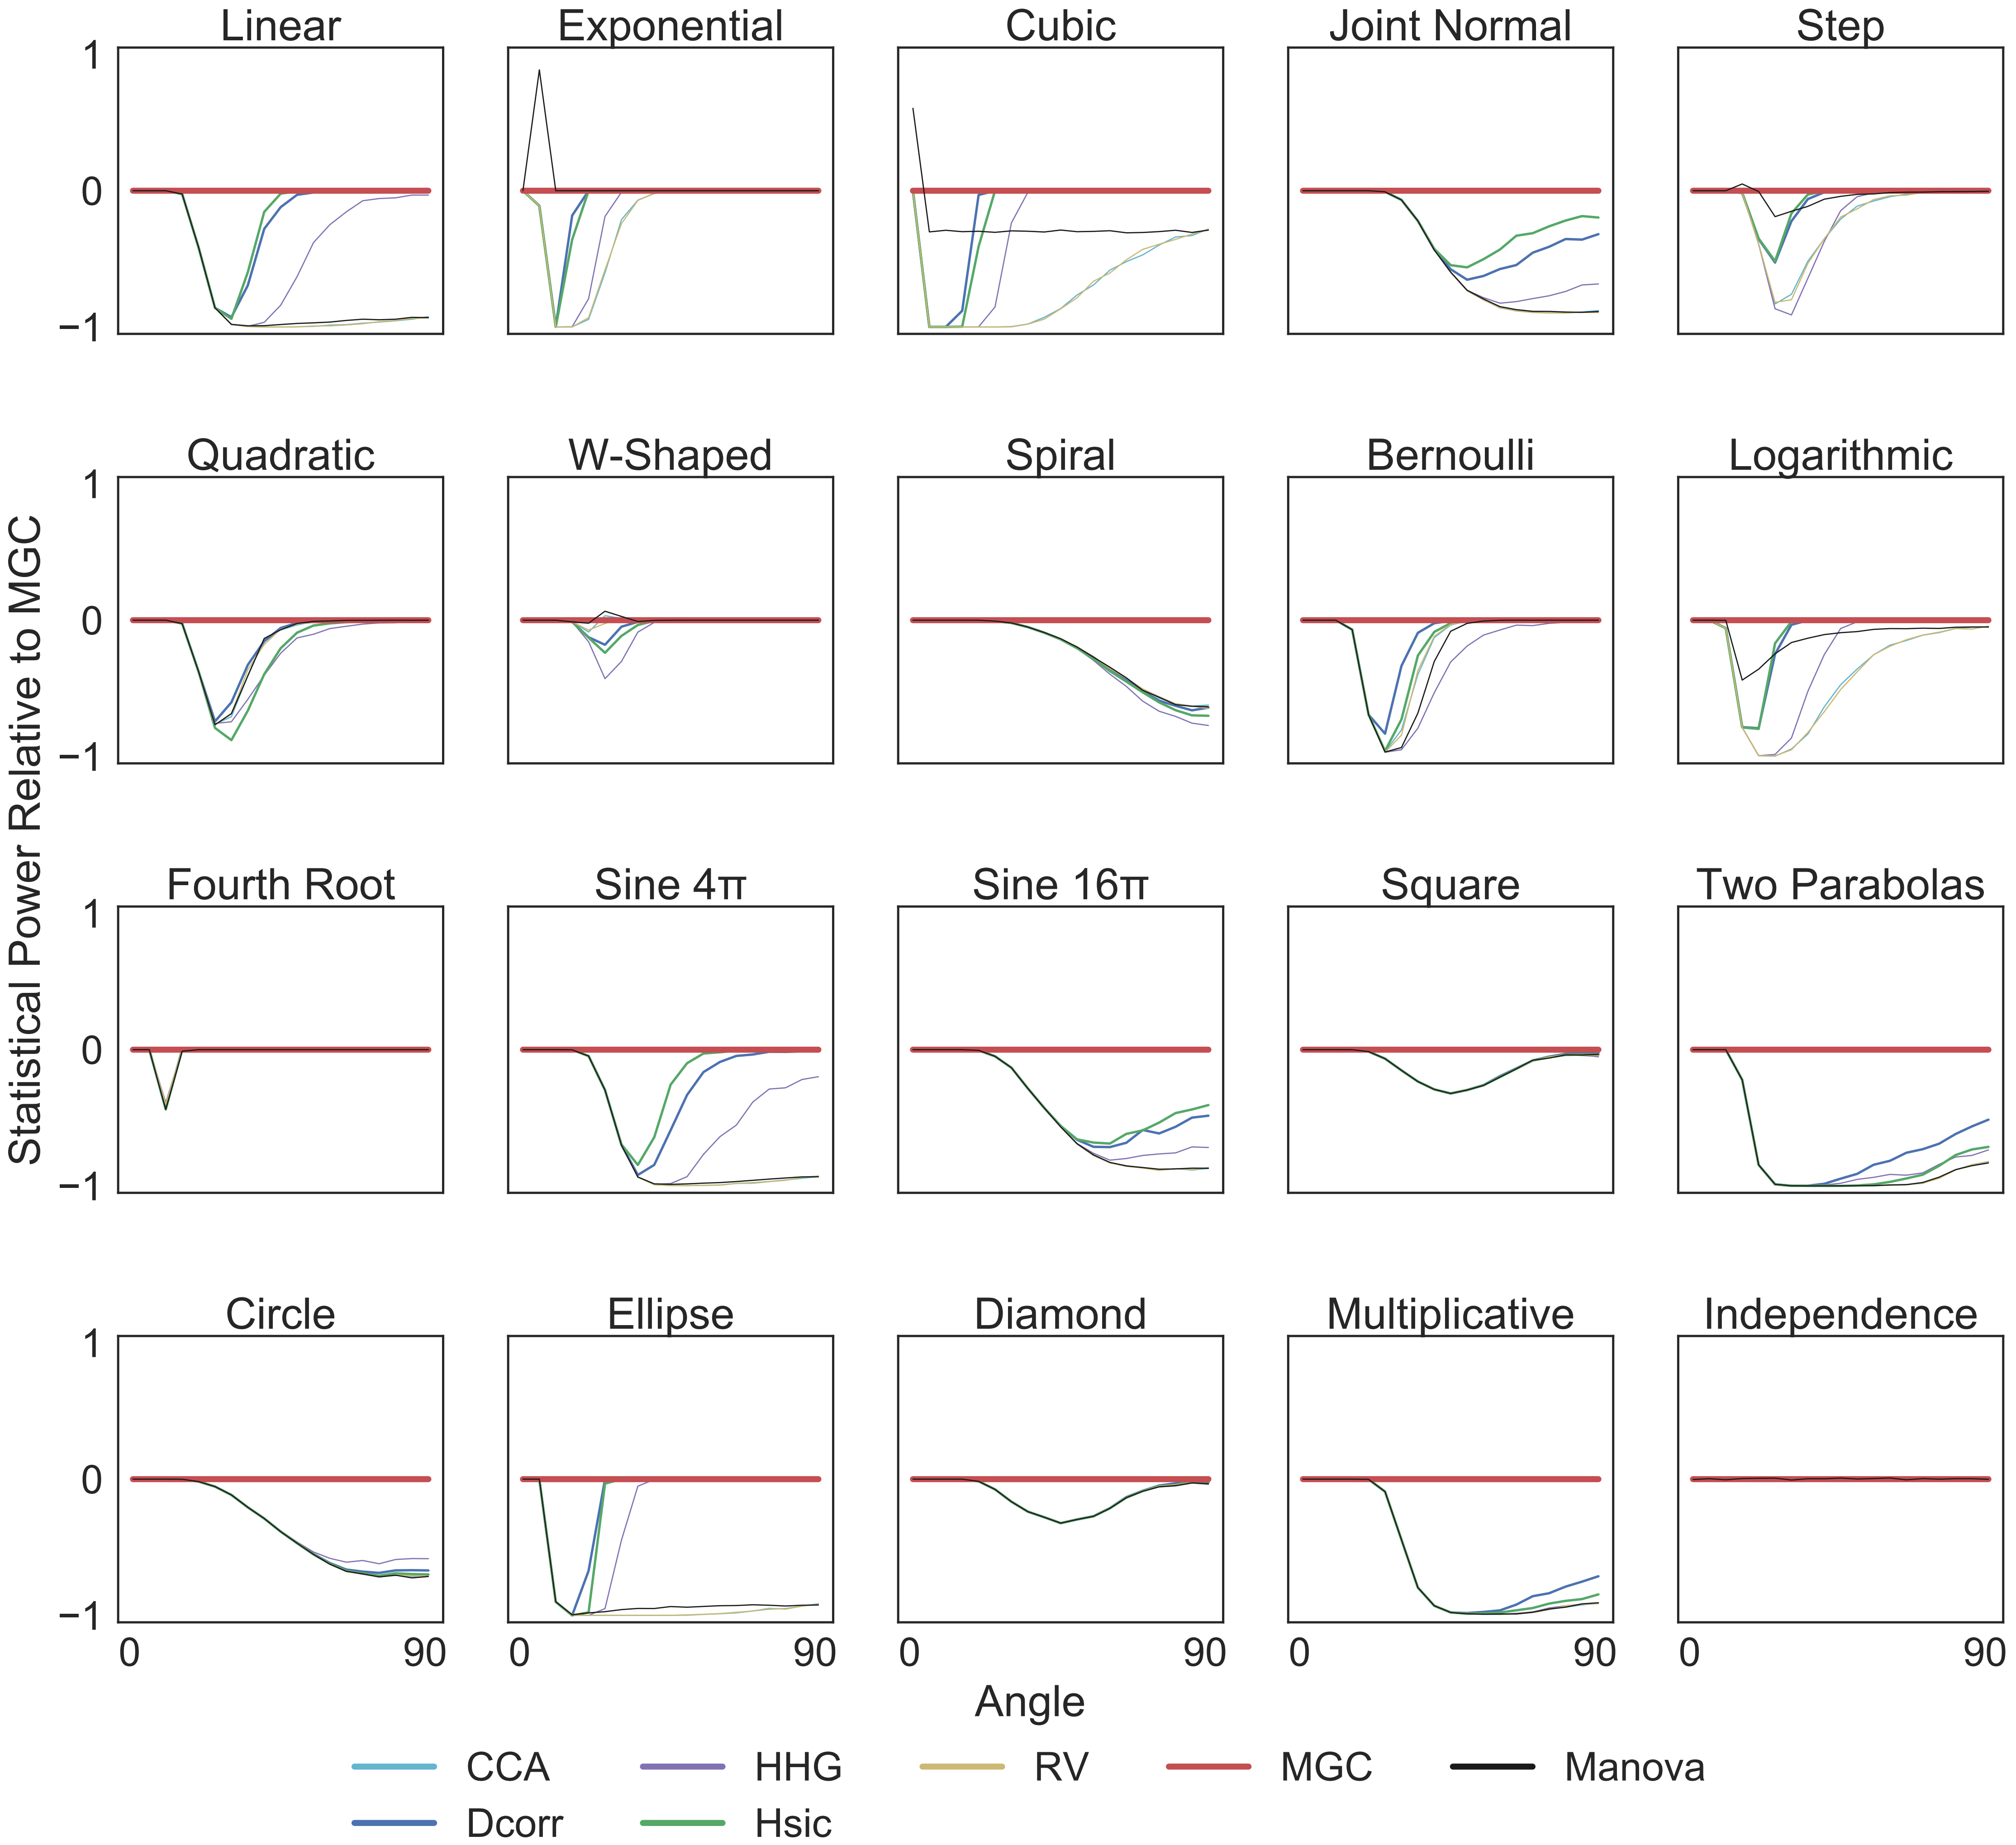 Linear Exponential Cubic Joint Normal Step
1
0
−1
Quadratic W-Shaped Spiral Bernoulli Logarithmic
1
0
−1
Statistical Power Relative to MGC
Fourth Root Sine 4π Sine 16π Square Two Parabolas
1
0
−1
Circle Ellipse Diamond Multiplicative Independence
1
0
−1
0 90 0 90 0 90 0 90 0 90
Angle
CCA HHG RV MGC Manova
Dcorr Hsic